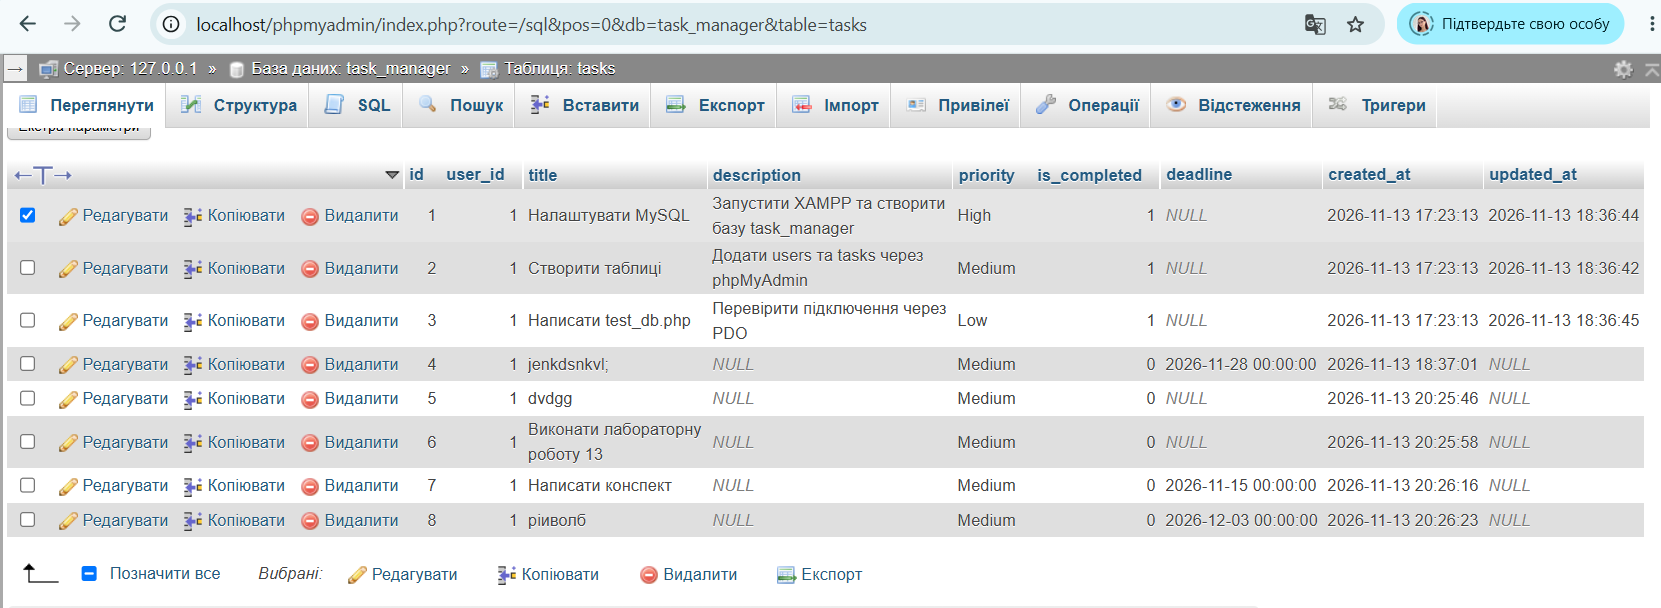 localhost/phpmyadmin/index.php?route=/sql&pos=0&db=task_manager&table=tasks
Підтвердьте свою особу
Сервер: 127.0.0.1 » База даних: task_manager » Таблиця: tasks
Переглянути Структура SQL Пошук Вставити Експорт Імпорт Привілеї Операції Відстеження Тригери
Екстра параметри
id user_id title description priority is_completed deadline created_at updated_at
Редагувати Копіювати Видалити 1 1 Налаштувати MySQL Запустити XAMPP та створити базу task_manager High 1 NULL 2026-11-13 17:23:13 2026-11-13 18:36:44
Редагувати Копіювати Видалити 2 1 Створити таблиці Додати users та tasks через phpMyAdmin Medium 1 NULL 2026-11-13 17:23:13 2026-11-13 18:36:42
Редагувати Копіювати Видалити 3 1 Написати test_db.php Перевірити підключення через PDO Low 1 NULL 2026-11-13 17:23:13 2026-11-13 18:36:45
Редагувати Копіювати Видалити 4 1 jenkdsnkvl; NULL Medium 0 2026-11-28 00:00:00 2026-11-13 18:37:01 NULL
Редагувати Копіювати Видалити 5 1 dvdgg NULL Medium 0 NULL 2026-11-13 20:25:46 NULL
Редагувати Копіювати Видалити 6 1 Виконати лабораторну роботу 13 NULL Medium 0 NULL 2026-11-13 20:25:58 NULL
Редагувати Копіювати Видалити 7 1 Написати конспект NULL Medium 0 2026-11-15 00:00:00 2026-11-13 20:26:16 NULL
Редагувати Копіювати Видалити 8 1 ріиволб NULL Medium 0 2026-12-03 00:00:00 2026-11-13 20:26:23 NULL
Позначити все Вибрані: Редагувати Копіювати Видалити Експорт